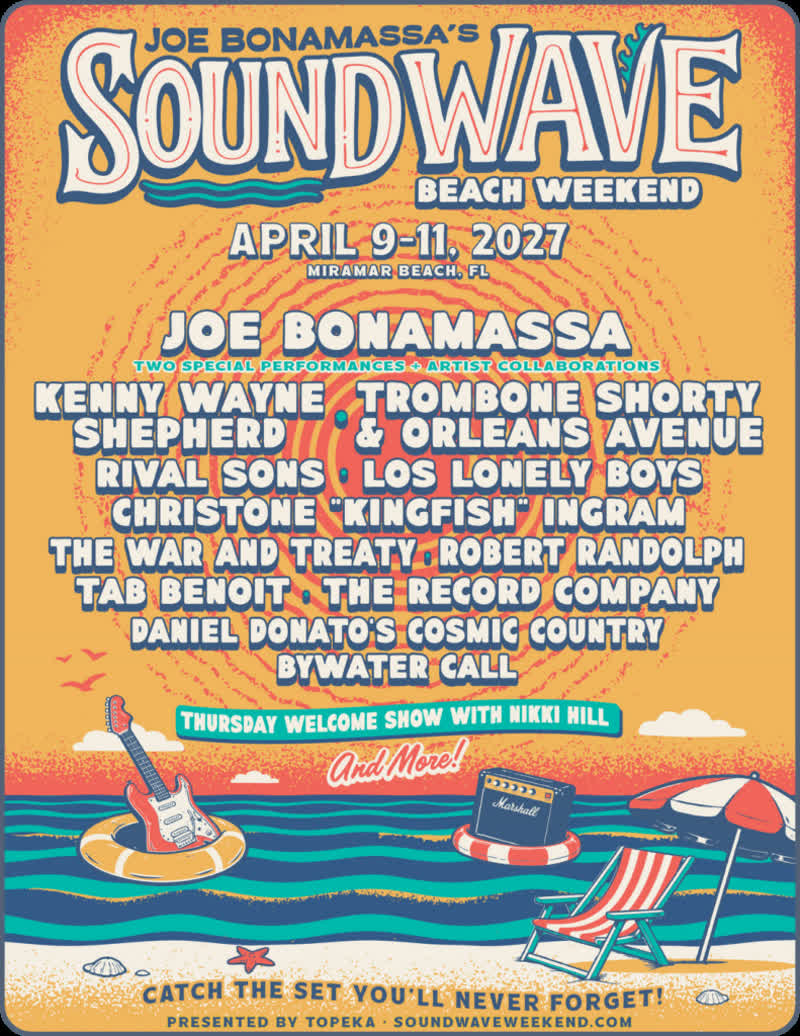 JOE BONAMASSA'S
SOUNDWAVE
BEACH WEEKEND
APRIL 9-11, 2027
MIRAMAR BEACH, FL
JOE BONAMASSA
TWO SPECIAL PERFORMANCES + ARTIST COLLABORATIONS
KENNY WAYNE SHEPHERD · TROMBONE SHORTY & ORLEANS AVENUE
RIVAL SONS · LOS LONELY BOYS
CHRISTONE "KINGFISH" INGRAM
THE WAR AND TREATY · ROBERT RANDOLPH
TAB BENOIT · THE RECORD COMPANY
DANIEL DONATO'S COSMIC COUNTRY
BYWATER CALL
THURSDAY WELCOME SHOW WITH NIKKI HILL
And More!
Marshall
CATCH THE SET YOU'LL NEVER FORGET!
PRESENTED BY TOPEKA · SOUNDWAVEWEEKEND.COM